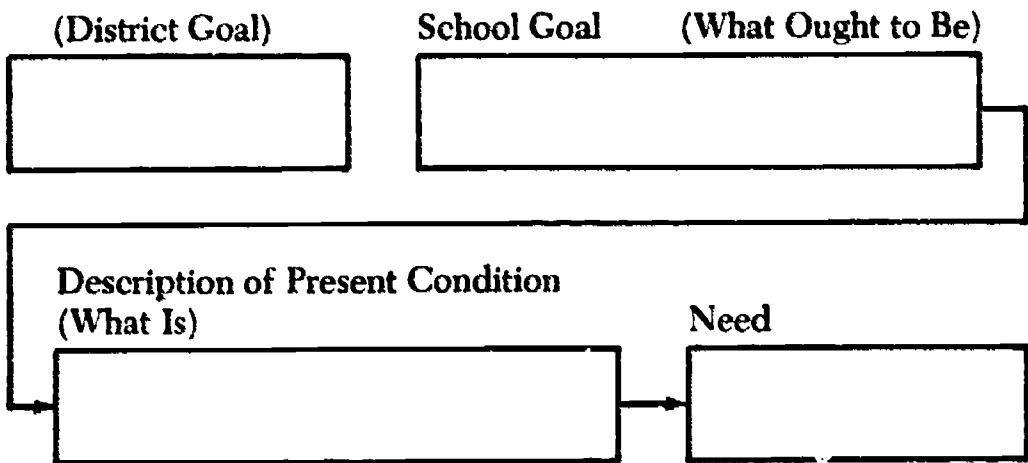 (District Goal) School Goal (What Ought to Be)
Description of Present Condition
(What Is)
Need